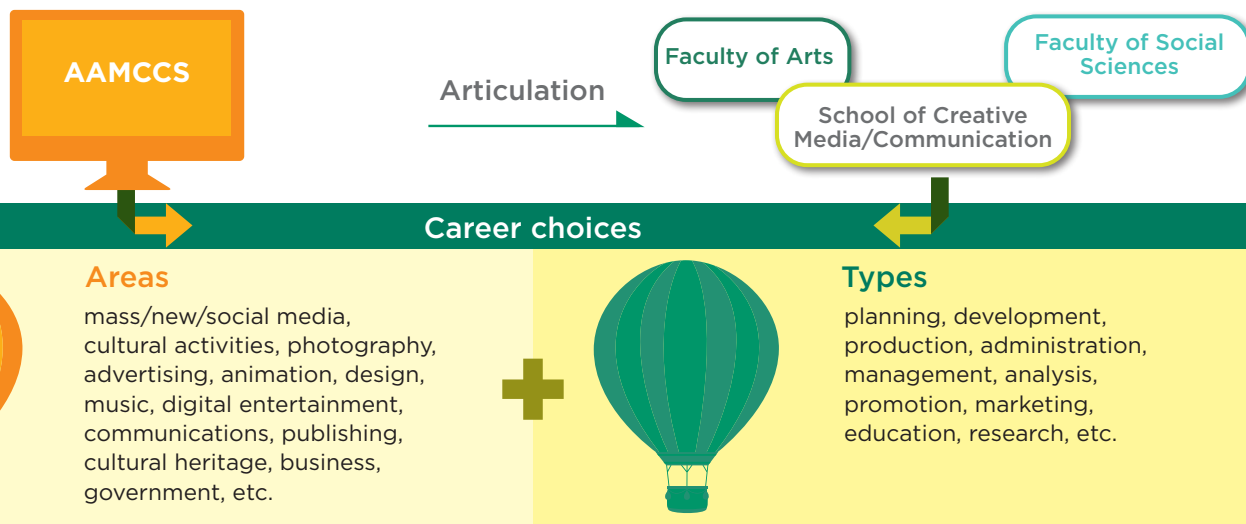 AAMCCS
Articulation
Faculty of Arts
Faculty of Social
Sciences
School of Creative
Media/Communication
Career choices
Areas
mass/new/social media,
cultural activities, photography,
advertising, animation, design,
music, digital entertainment,
communications, publishing,
cultural heritage, business,
government, etc.
Types
planning, development,
production, administration,
management, analysis,
promotion, marketing,
education, research, etc.